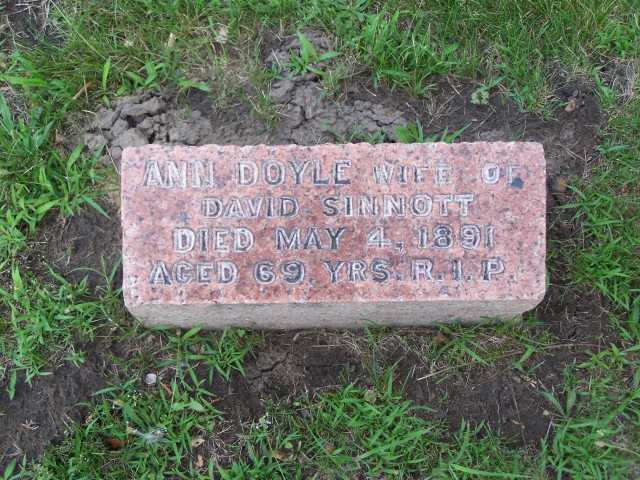 ANN DOYLE WIFE OF
DAVID SINNOTT
DIED MAY 4, 1891
AGED 69 YRS. R.I.P.